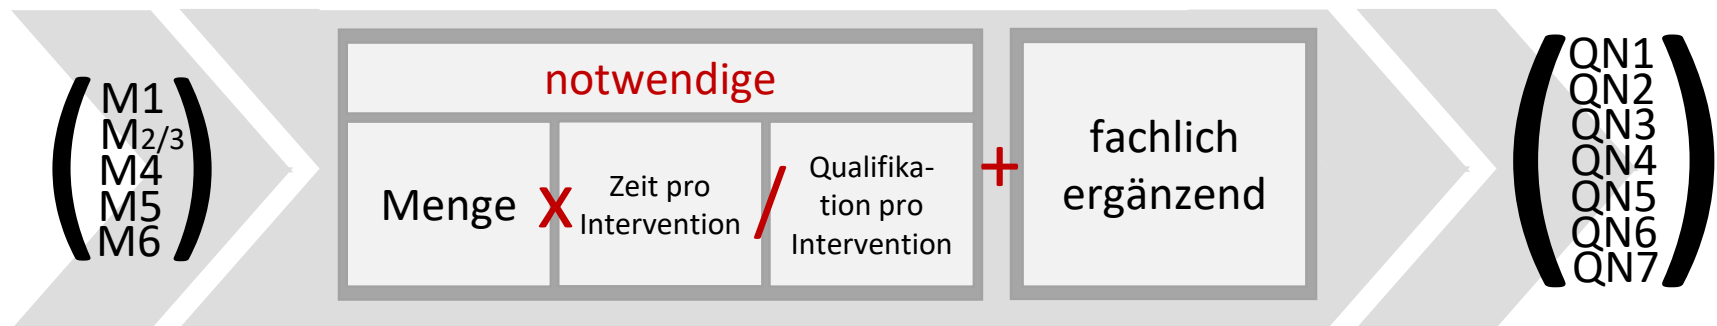 M1
M2/3
M4
M5
M6
notwendige
Menge
x
Zeit pro
Intervention
/
Qualifika-
tion pro
Intervention
+
fachlich
ergänzend
QN1
QN2
QN3
QN4
QN5
QN6
QN7